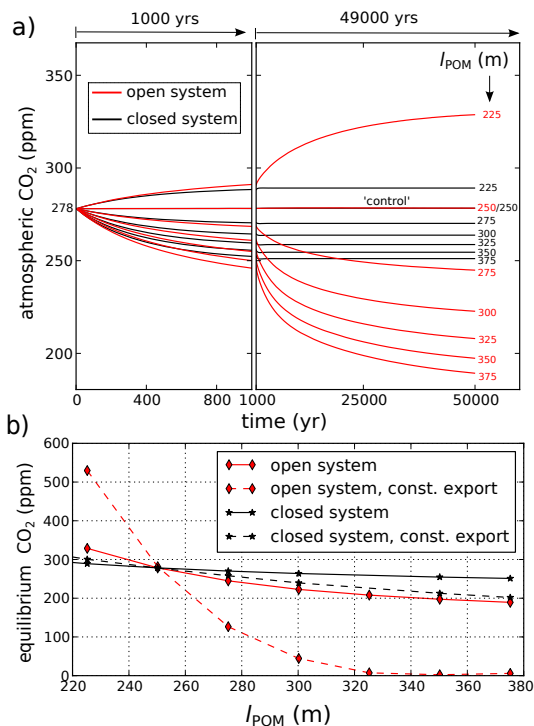 a)
1000 yrs
49000 yrs
l_POM (m)
open system
closed system
350
300
278
250
200
atmospheric CO₂ (ppm)
225
225
'control'
250/250
275
300
325
350
375
275
300
325
350
375
0
400
800
1000
25000
50000
time (yr)
b)
600
500
400
300
200
100
0
equilibrium CO₂ (ppm)
open system
open system, const. export
closed system
closed system, const. export
220
240
260
280
300
320
340
360
380
l_POM (m)